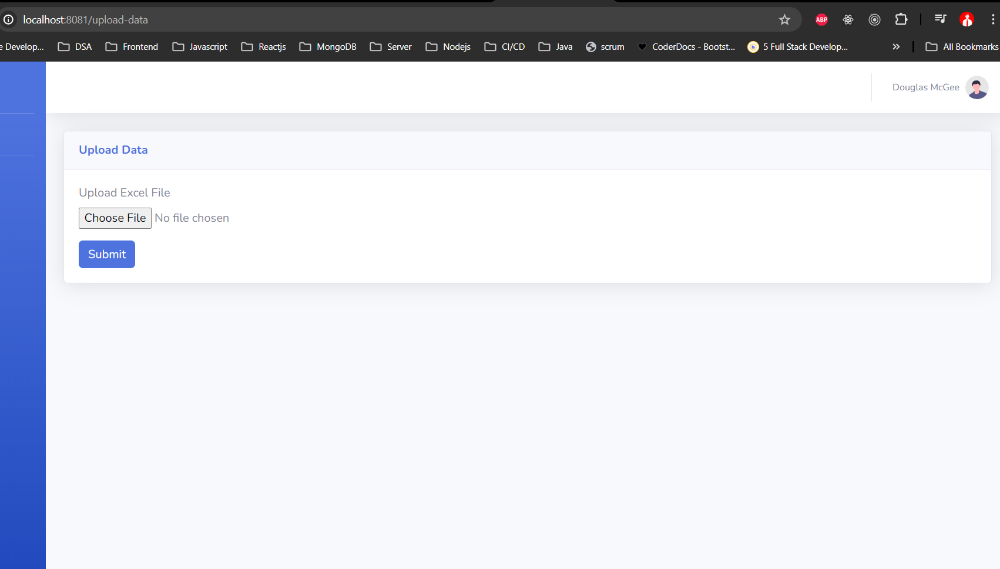 localhost:8081/upload-data
ABP
e Develop... DSA Frontend Javascript Reactjs MongoDB Server Nodejs CI/CD Java scrum CoderDocs - Bootst... 5 Full Stack Develop... » All Bookmarks
Douglas McGee
Upload Data
Upload Excel File
Choose File No file chosen
Submit